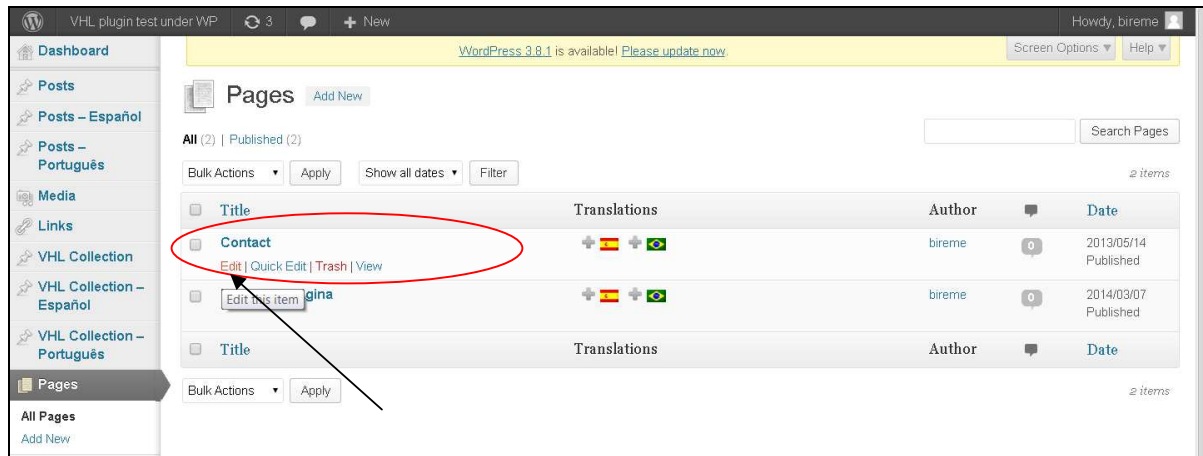 VHL plugin test under WP 3 New Howdy, bireme
Dashboard
Posts
Posts – Español
Posts –
Português
Media
Links
VHL Collection
VHL Collection –
Español
VHL Collection –
Português
Pages
All Pages
Add New
WordPress 3.8.1 is available! Please update now.
Screen Options Help
Pages Add New
All (2) | Published (2)
Search Pages
Bulk Actions Apply Show all dates Filter 2 items
Title Translations Author Date
Contact bireme 0 2013/05/14
Published
Edit | Quick Edit | Trash | View
Edit this item
bireme 0 2014/03/07
Published
Title Translations Author Date
Bulk Actions Apply 2 items